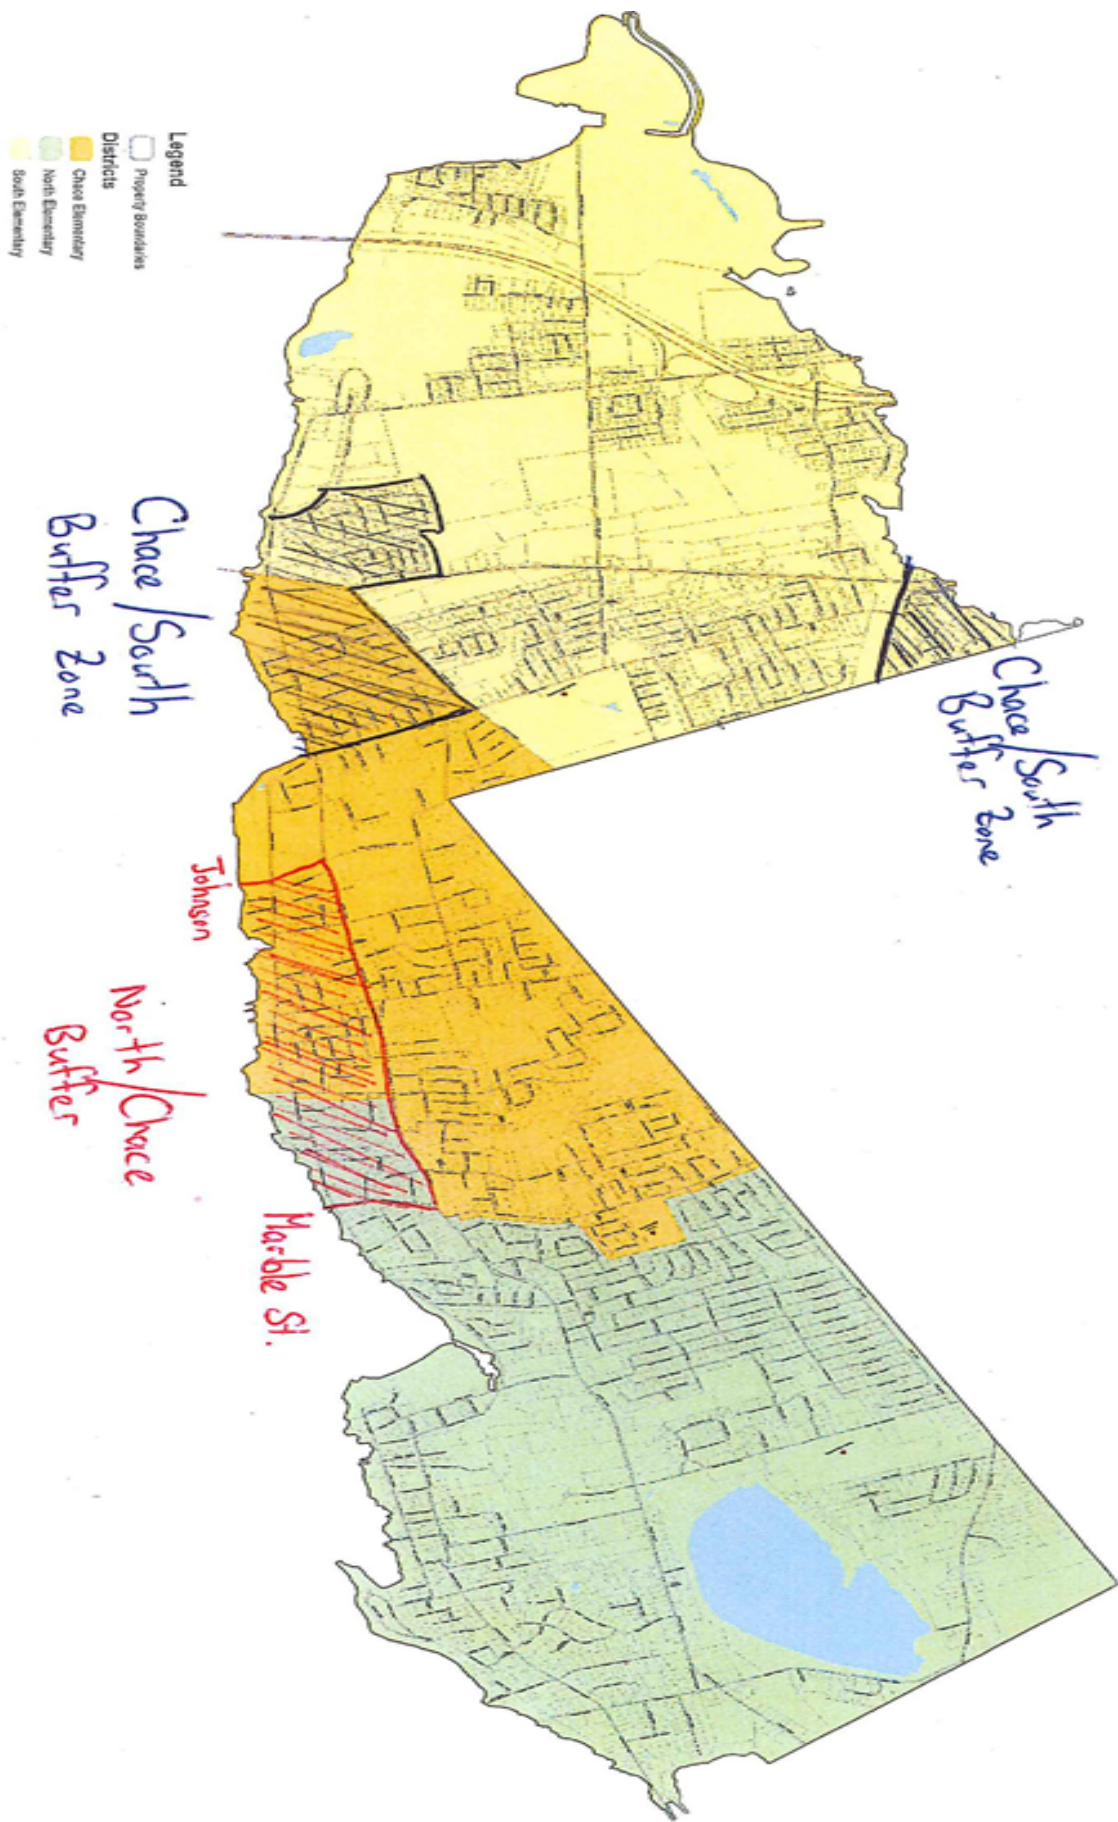 Legend
Property Boundaries
Districts
Chace Elementary
North Elementary
South Elementary
Chace/South
Buffer Zone
Chace/South
Buffer Zone
Johnson
North/Chace
Buffer
Marble St.